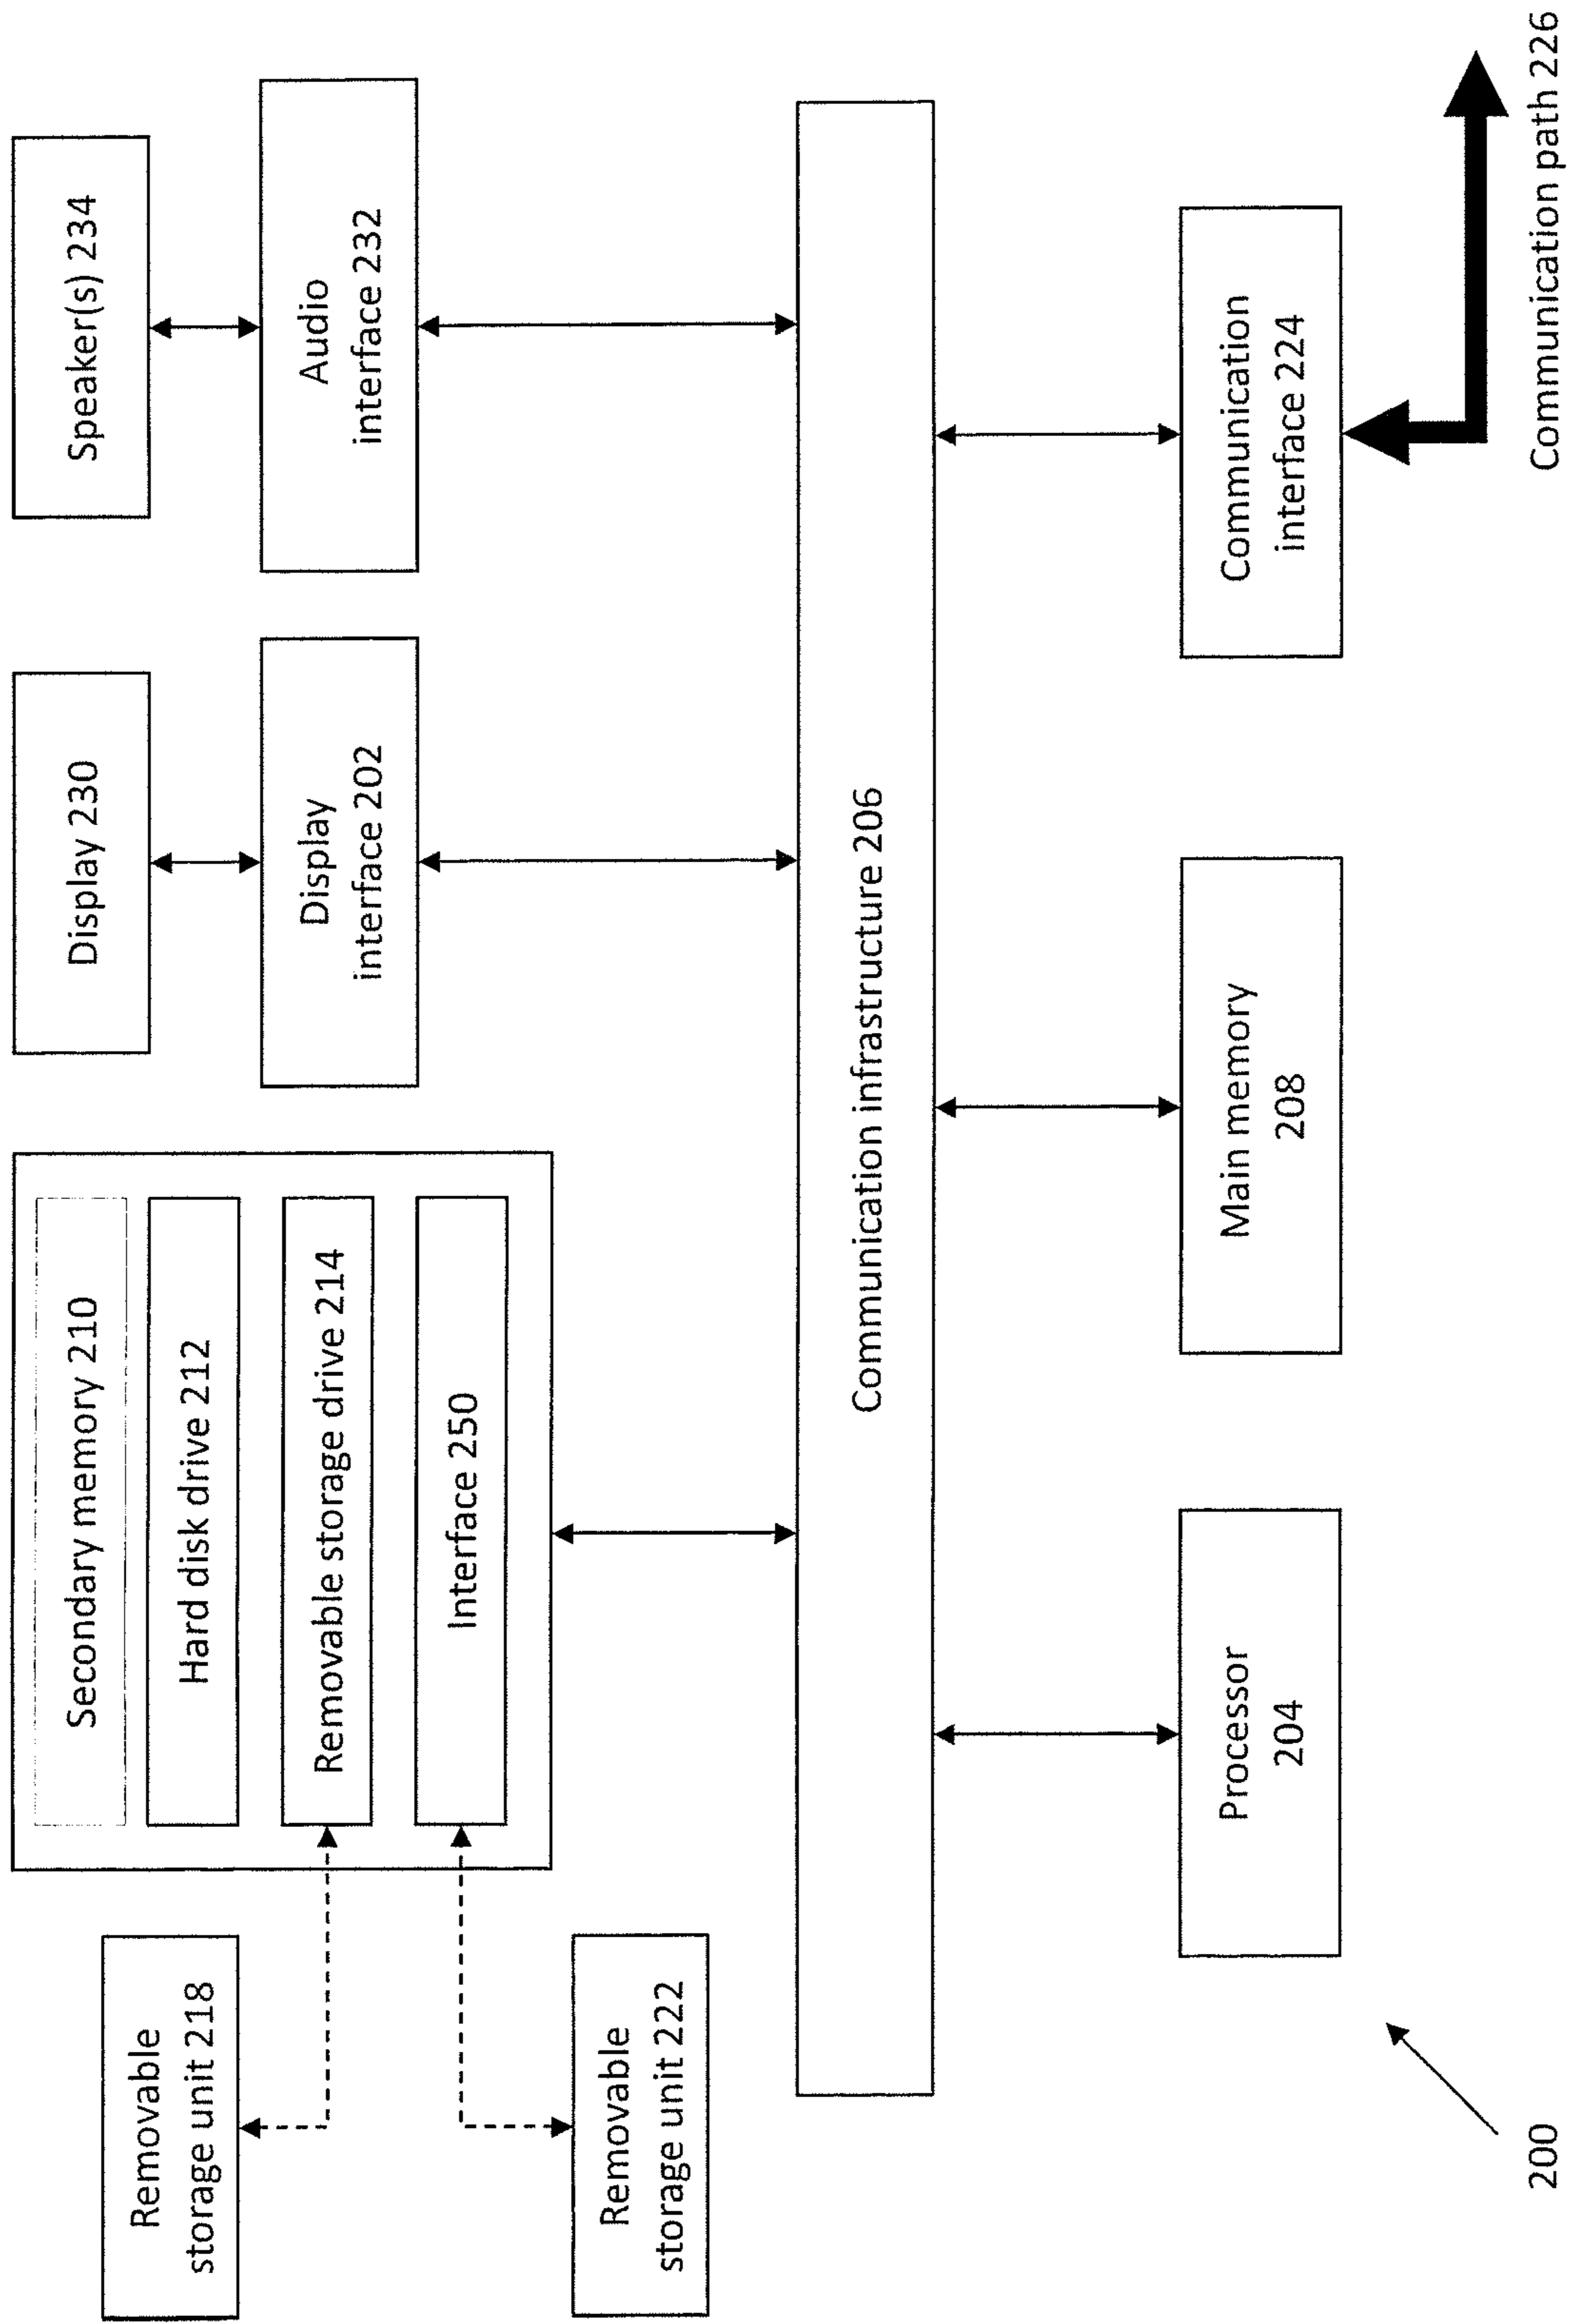 Removable
storage unit 218
Removable
storage unit 222
Secondary memory 210
Hard disk drive 212
Removable storage drive 214
Interface 250
Display 230
Display
interface 202
Speaker(s) 234
Audio
interface 232
Communication infrastructure 206
Processor
204
Main memory
208
Communication
interface 224
Communication path 226
200